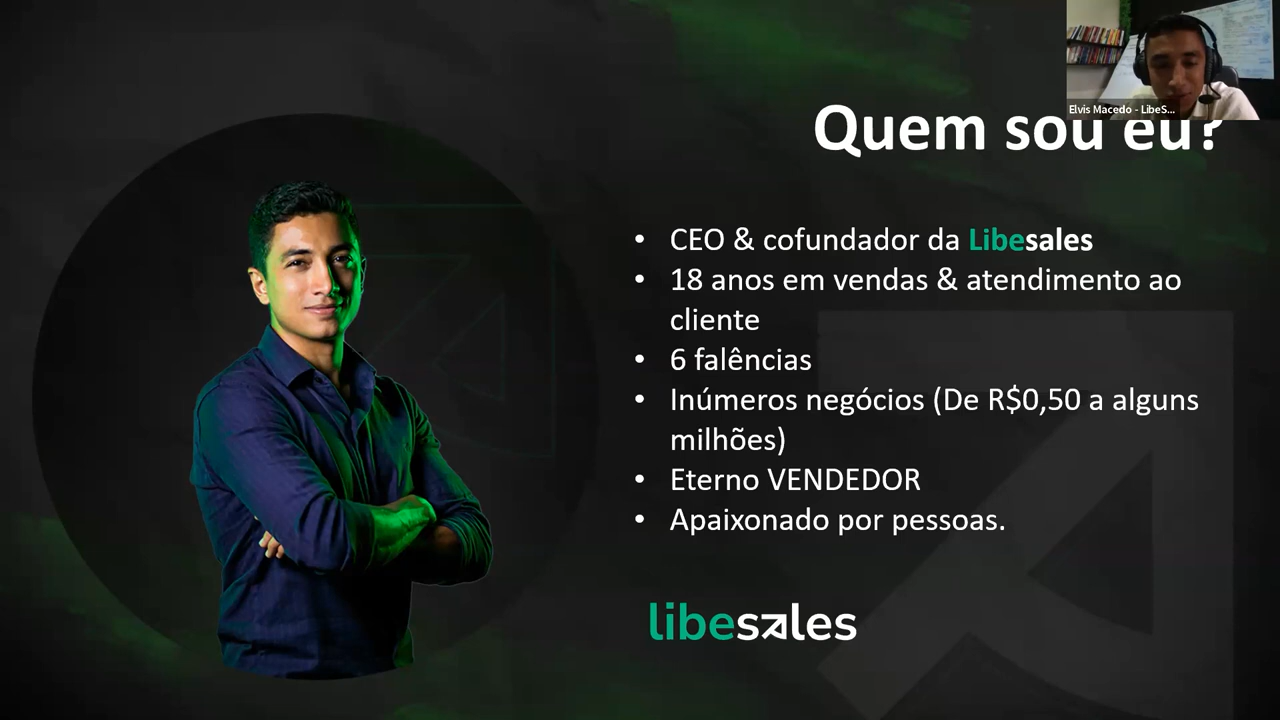 Elvis Macedo - LibeS...
Quem sou eu?
• CEO & cofundador da Libesales
• 18 anos em vendas & atendimento ao
cliente
• 6 falências
• Inúmeros negócios (De R$0,50 a alguns
milhões)
• Eterno VENDEDOR
• Apaixonado por pessoas.
libesales